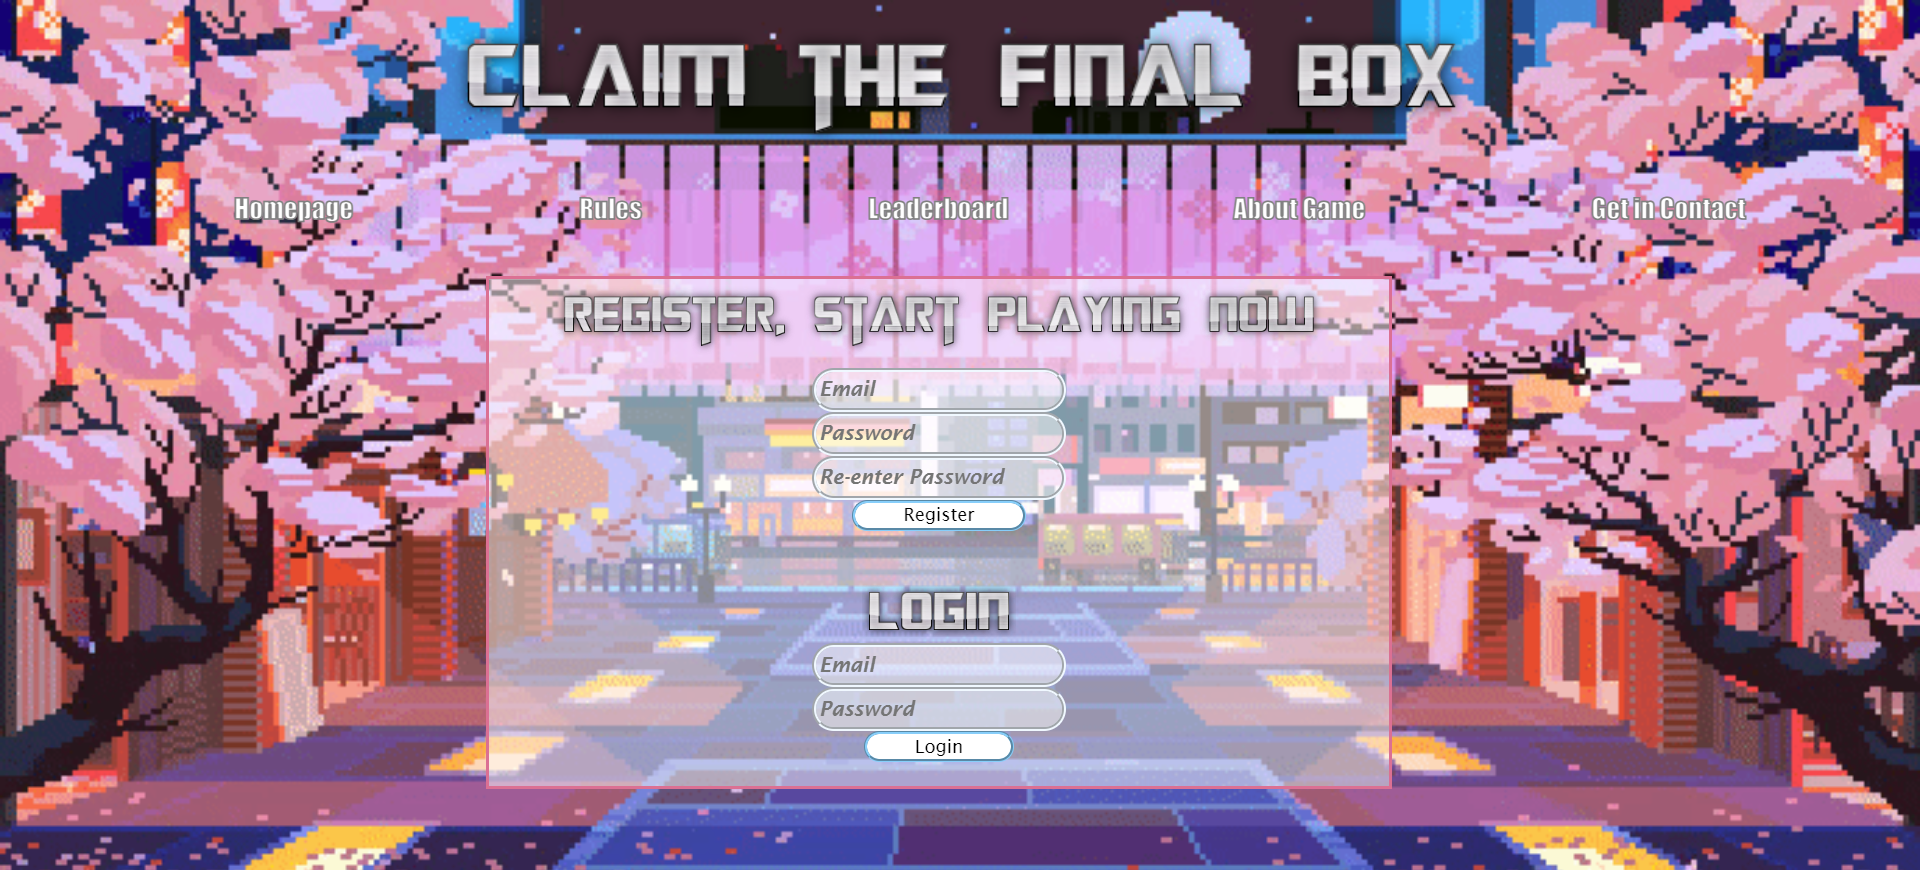 CLAIM THE FINAL BOX
Homepage Rules Leaderboard About Game Get in Contact
REGISTER, START PLAYING NOW
Email
Password
Re-enter Password
Register
LOGIN
Email
Password
Login